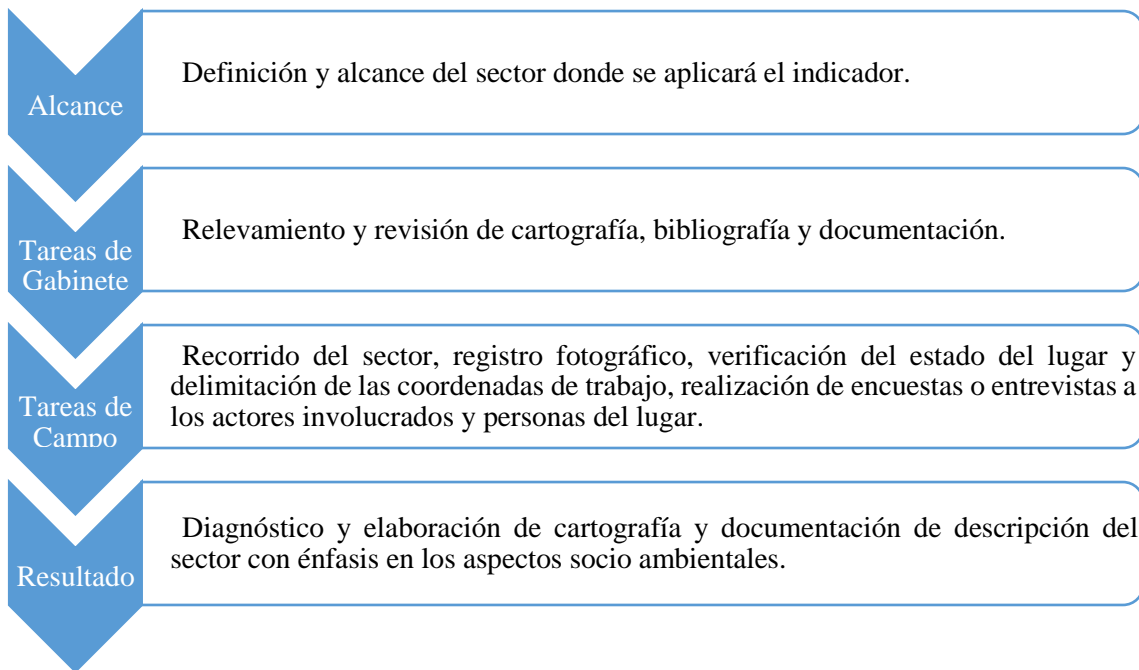 Alcance
Definición y alcance del sector donde se aplicará el indicador.
Tareas de
Gabinete
Relevamiento y revisión de cartografía, bibliografía y documentación.
Tareas de
Campo
Recorrido del sector, registro fotográfico, verificación del estado del lugar y
delimitación de las coordenadas de trabajo, realización de encuestas o entrevistas a
los actores involucrados y personas del lugar.
Resultado
Diagnóstico y elaboración de cartografía y documentación de descripción del
sector con énfasis en los aspectos socio ambientales.